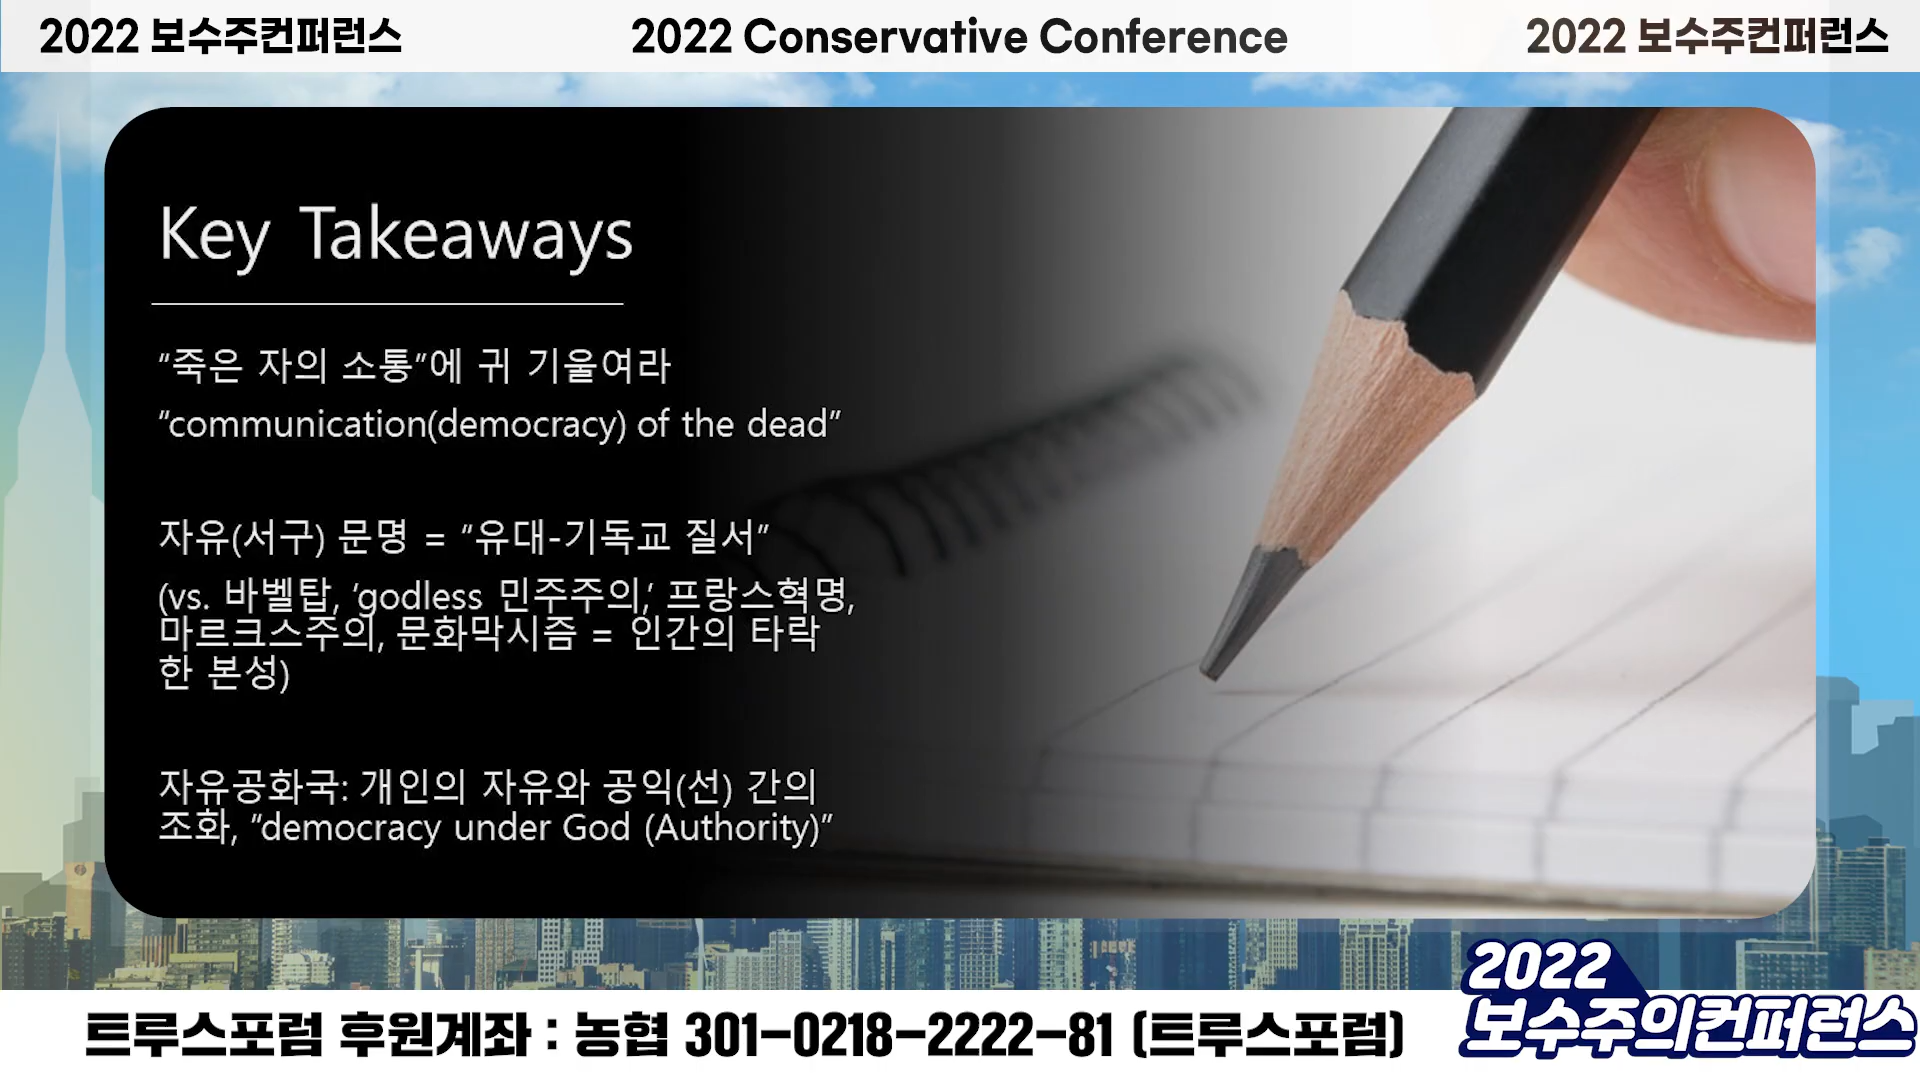 2022 보수주컨퍼런스
2022 Conservative Conference
2022 보수주컨퍼런스
Key Takeaways
“죽은 자의 소통”에 귀 기울여라
“communication(democracy) of the dead”
자유(서구) 문명 = “유대-기독교 질서”
(vs. 바벨탑, ‘godless 민주주의,’ 프랑스혁명,
마르크스주의, 문화막시즘 = 인간의 타락
한 본성)
자유공화국: 개인의 자유와 공익(선) 간의
조화, “democracy under God (Authority)”
2022
보수주의컨퍼런스
트루스포럼 후원계좌 : 농협 301-0218-2222-81 (트루스포럼)